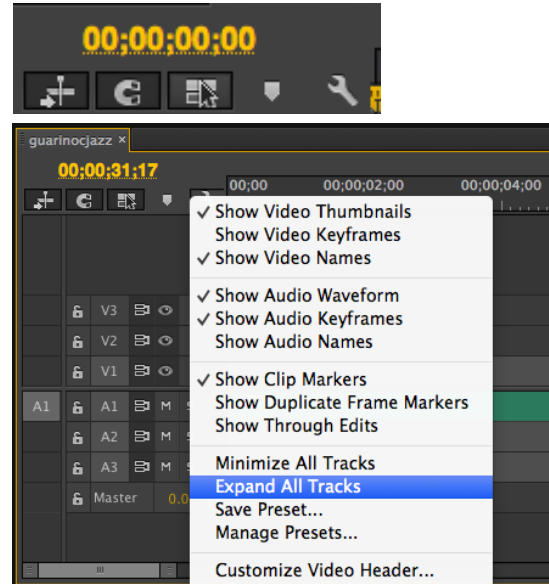 00;00;00;00
guarinocjazz ×
00;00;31;17
00;00 00;00;02;00 00;00;04;00
✓ Show Video Thumbnails
Show Video Keyframes
✓ Show Video Names
✓ Show Audio Waveform
V3
✓ Show Audio Keyframes
V2 Show Audio Names
V1
✓ Show Clip Markers
A1 A1 M S Show Duplicate Frame Markers
Show Through Edits
A2 M S
A3 M S Minimize All Tracks
Expand All Tracks
Master 0.0
Save Preset...
Manage Presets...
Customize Video Header...